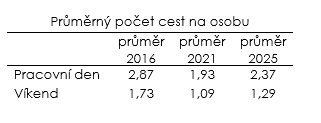 Průměrný počet cest na osobu
průměr průměr průměr
2016 2021 2025
Pracovní den 2,87 1,93 2,37
Víkend 1,73 1,09 1,29